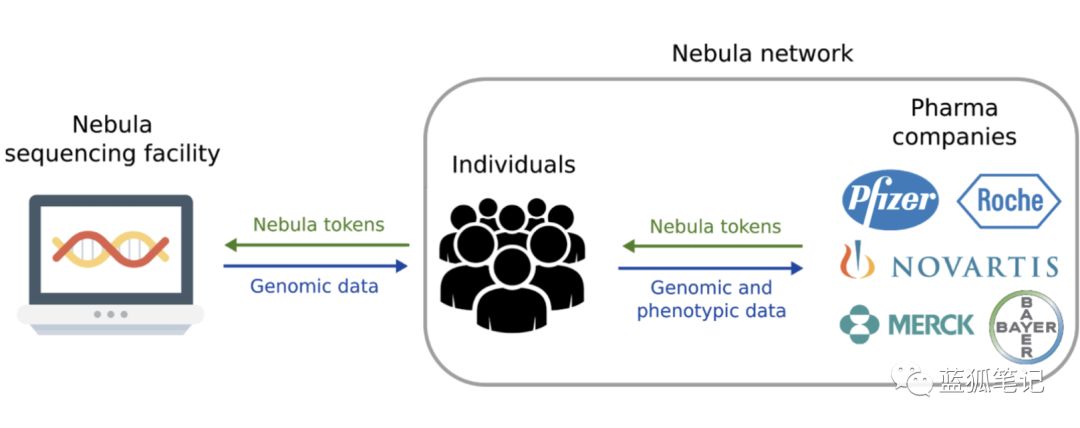 Nebula network
Nebula
sequencing facility
Nebula tokens
Genomic data
Individuals
Nebula tokens
Genomic and
phenotypic data
Pharma
companies
Pfizer
Roche
NOVARTIS
MERCK
BAYER
BAYER
蓝狐笔记